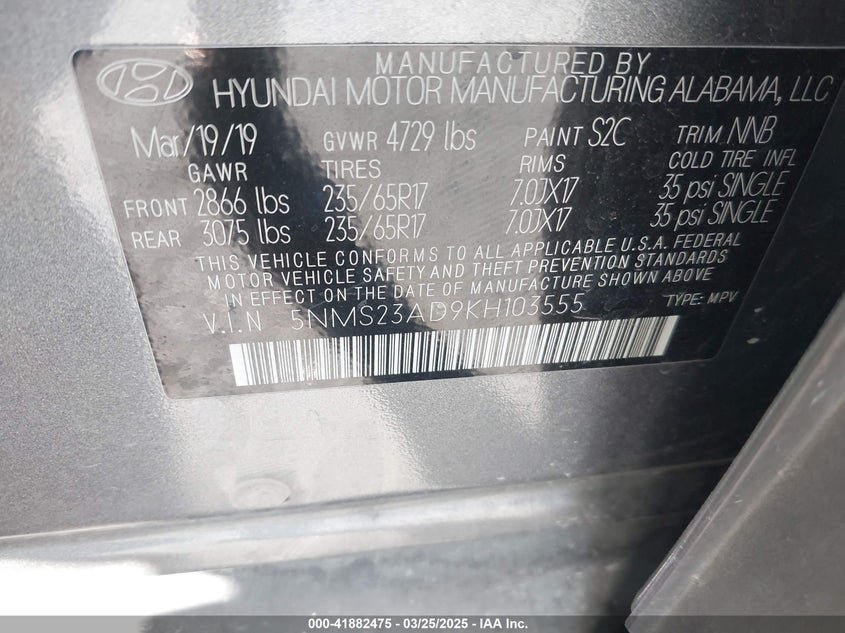 MANUFACTURED BY
HYUNDAI MOTOR MANUFACTURING ALABAMA, LLC
Mar/19/19 GVWR 4729 lbs PAINT S2C TRIM NNB
GAWR TIRES RIMS COLD TIRE INFL
FRONT 2866 lbs 235/65R17 7.0JX17 35 psi SINGLE
REAR 3075 lbs 235/65R17 7.0JX17 35 psi SINGLE
THIS VEHICLE CONFORMS TO ALL APPLICABLE U.S.A. FEDERAL
MOTOR VEHICLE SAFETY AND THEFT PREVENTION STANDARDS
IN EFFECT ON THE DATE OF MANUFACTURE SHOWN ABOVE
V.I.N 5NMS23AD9KH103555 TYPE: MPV
000-41882475 - 03/25/2025 - IAA Inc.